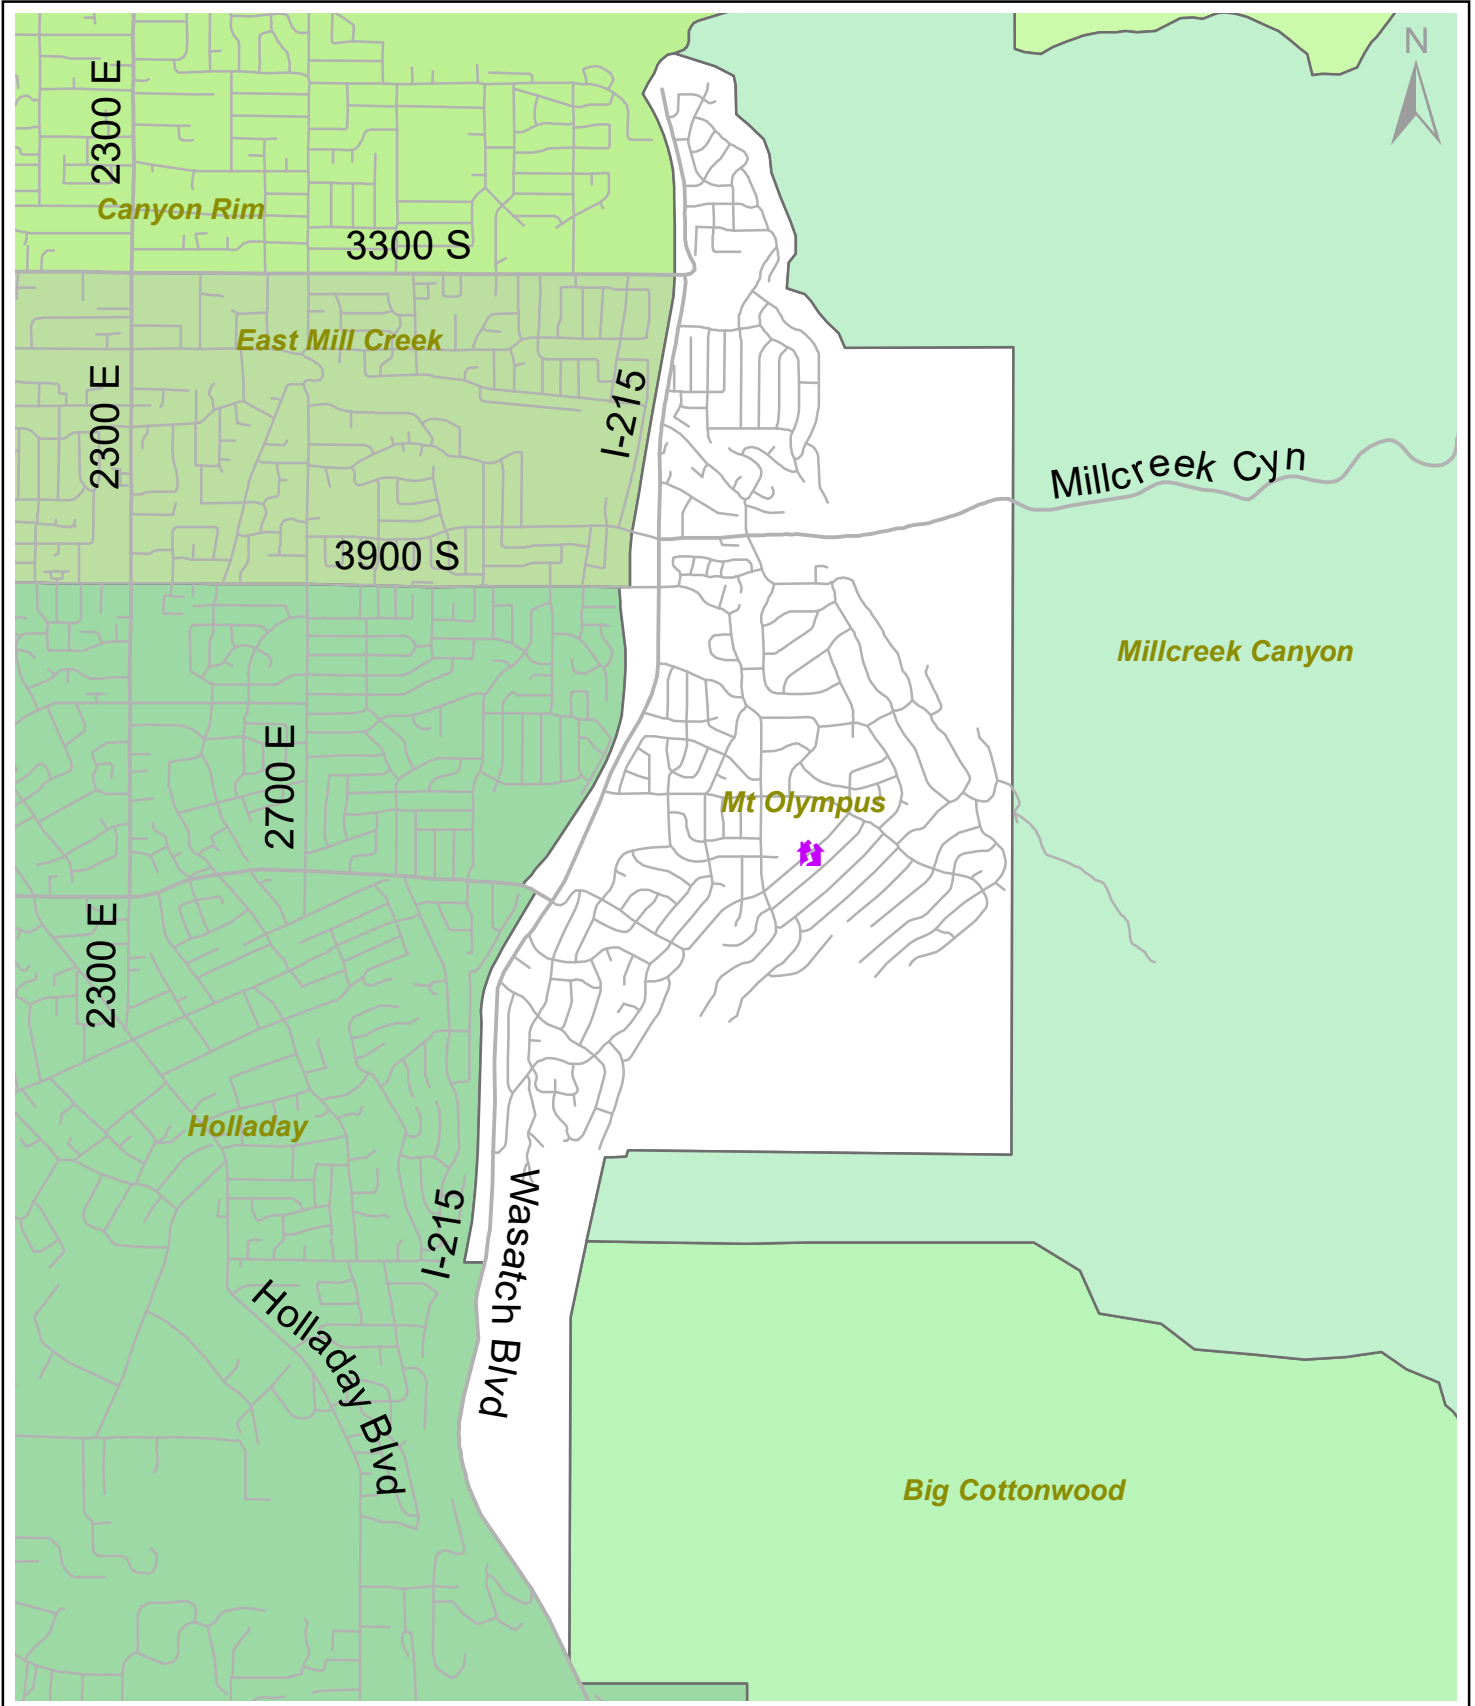 N
2300 E
Canyon Rim
3300 S
East Mill Creek
2300 E
I-215
Millcreek Cyn
3900 S
Millcreek Canyon
2700 E
Mt Olympus
2300 E
Holladay
I-215
Wasatch Blvd
Holladay Blvd
Big Cottonwood